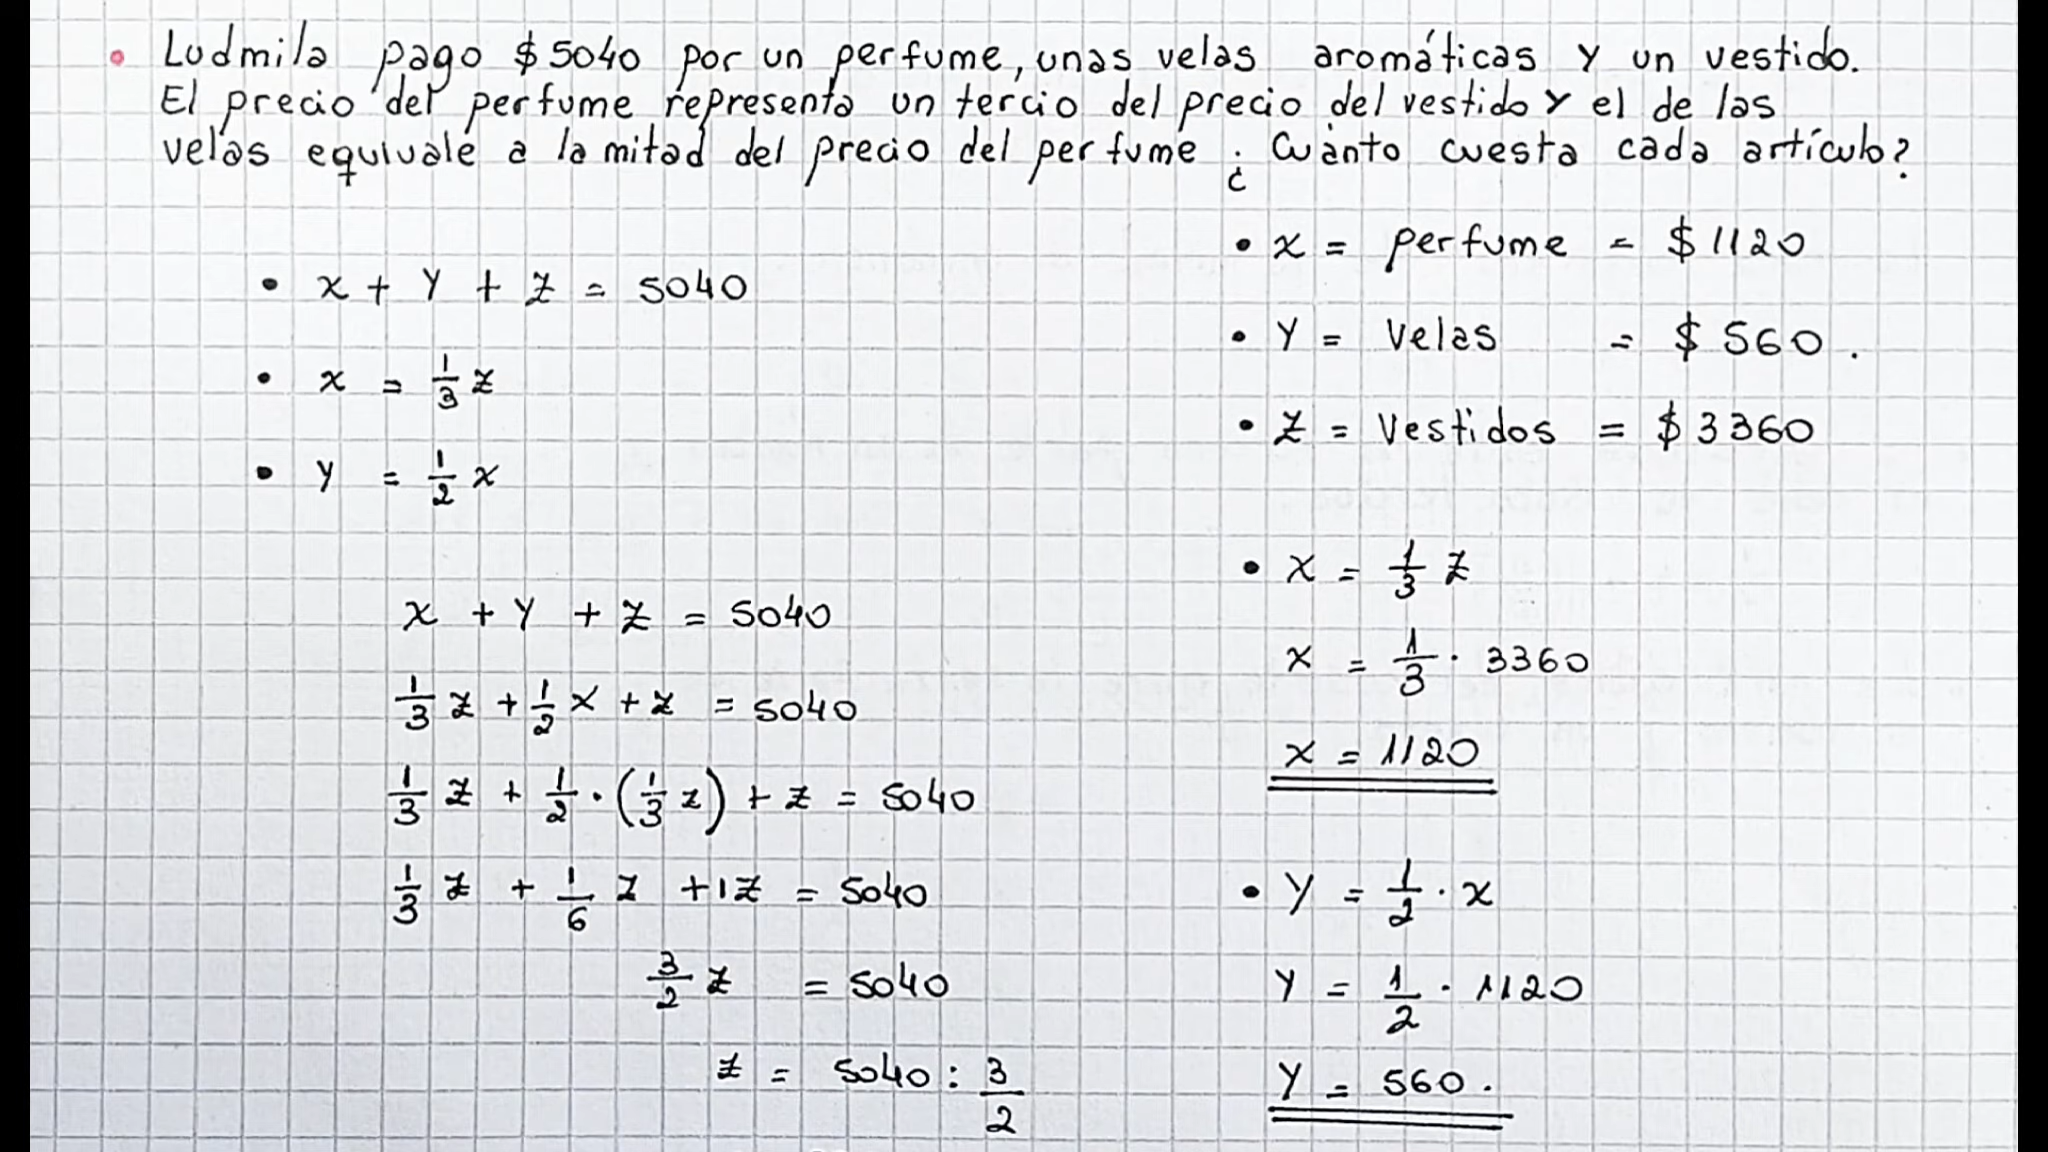 • Ludmila pago $5040 por un perfume, unas velas aromáticas y un vestido.
El precio del perfume representa un tercio del precio del vestido y el de las
velas equivale a la mitad del precio del perfume ¿Cuànto cuesta cada artículo?
• x + y + z = 5040
• x = 1/3 z
• y = 1/2 x
x + y + z = 5040
1/3 z + 1/2 x + z = 5040
1/3 z + 1/2 · (1/3 z) + z = 5040
1/3 z + 1/6 z + 1z = 5040
3/2 z = 5040
z = 5040 : 3/2
• x = perfume = $1120
• y = Velas = $560.
• z = Vestidos = $3360
• x = 1/3 z
x = 1/3 · 3360
x = 1120
• y = 1/2 · x
y = 1/2 · 1120
y = 560.